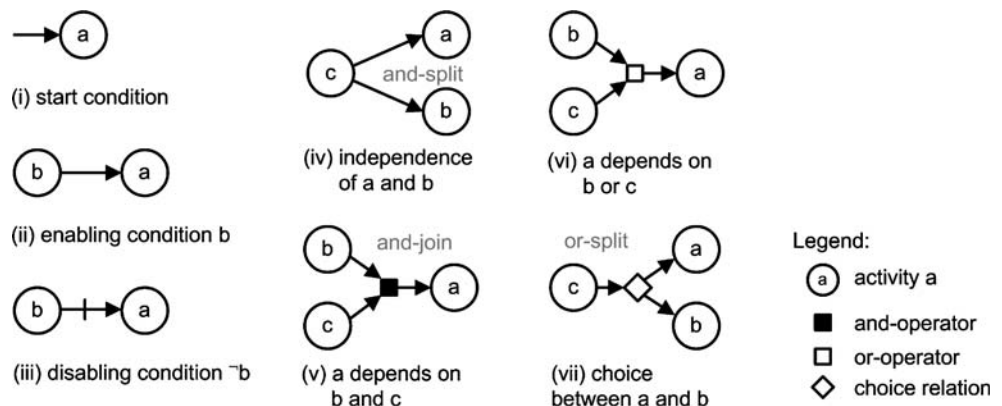 a
(i) start condition
b a
(ii) enabling condition b
b a
(iii) disabling condition ¬b
a
c and-split
b
(iv) independence
of a and b
b and-join
a
c
(v) a depends on
b and c
b
a
c
(vi) a depends on
b or c
or-split a
c
b
(vii) choice
between a and b
Legend:
a activity a
and-operator
or-operator
choice relation